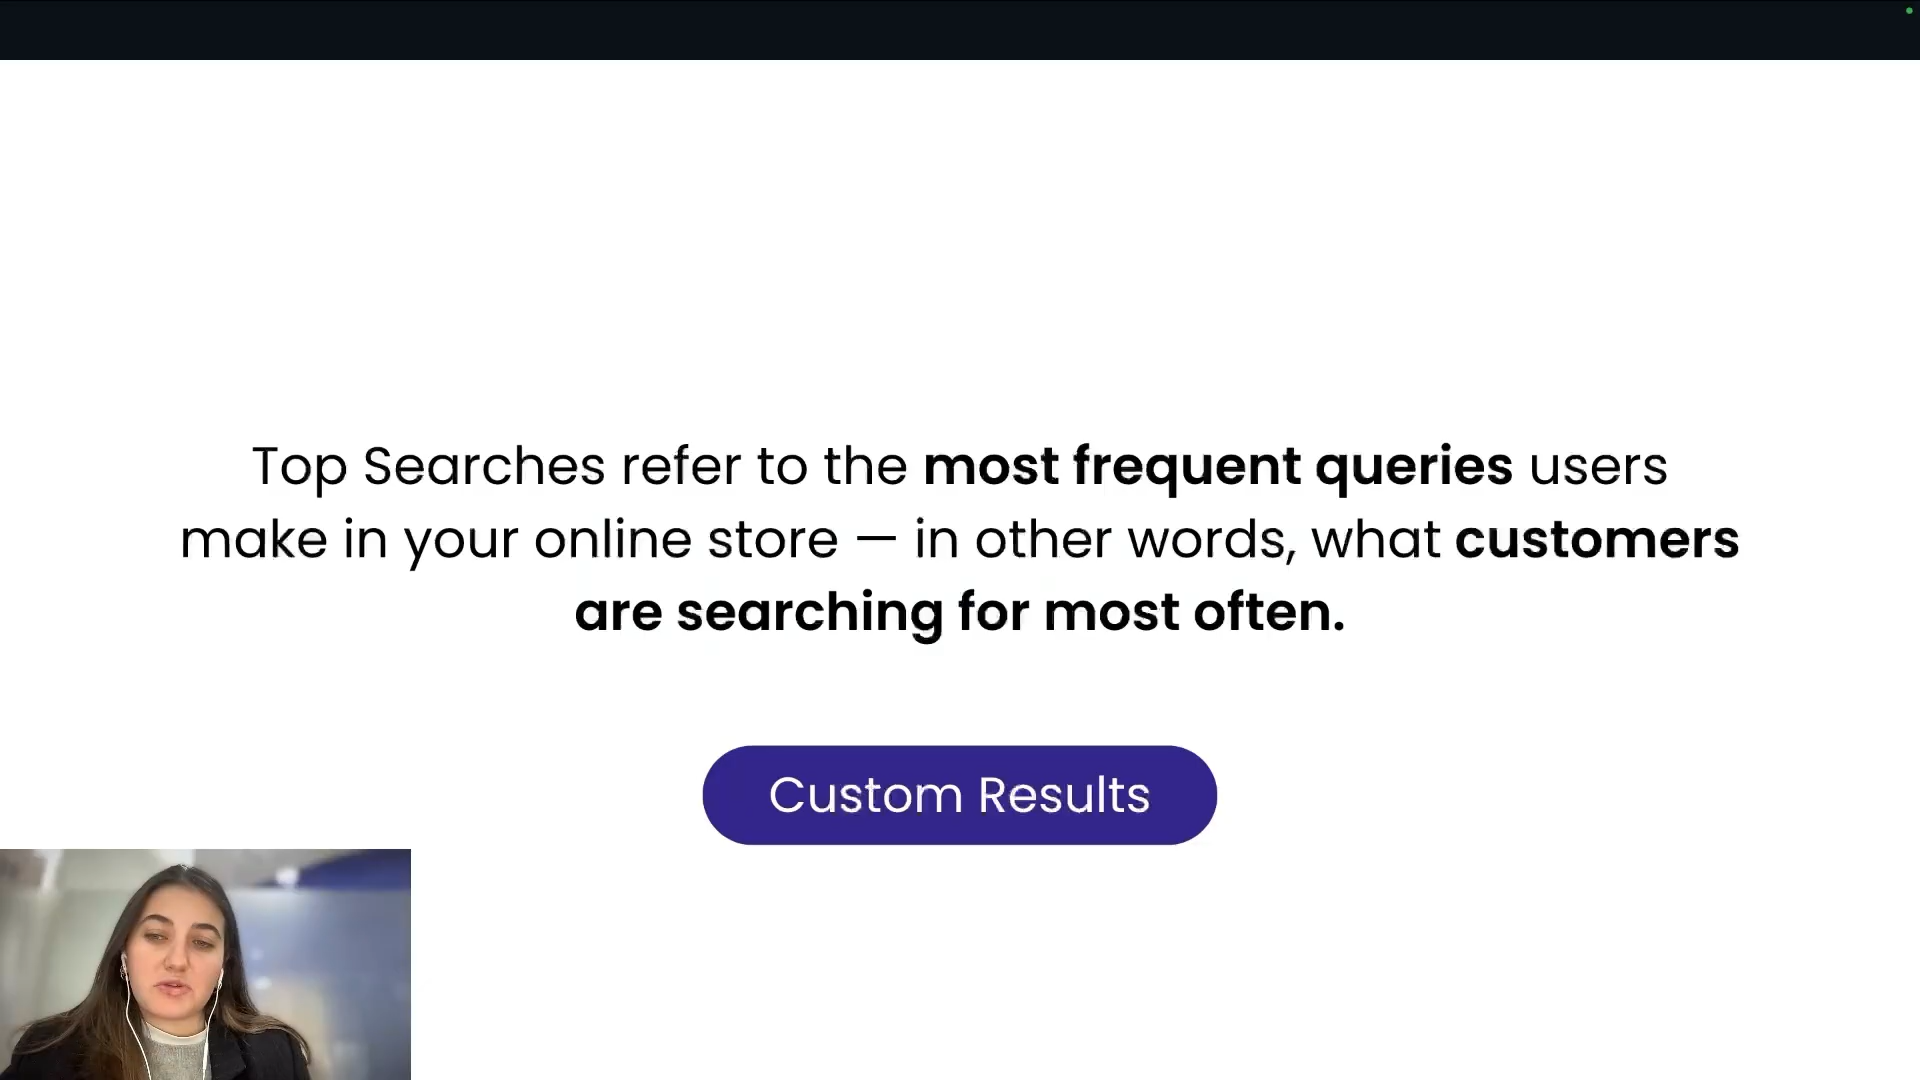 Top Searches refer to the most frequent queries users
make in your online store — in other words, what customers
are searching for most often.
Custom Results